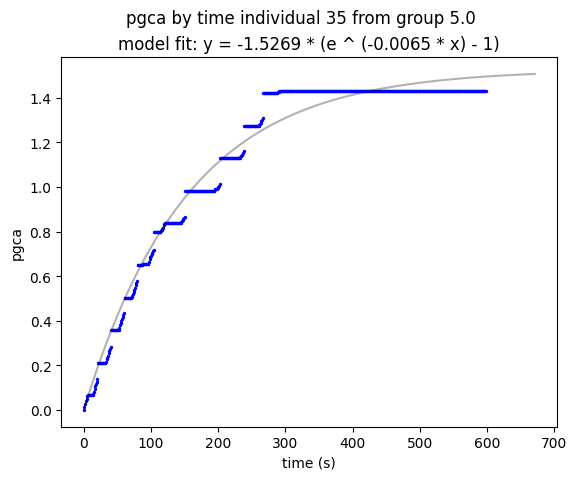 pgca by time individual 35 from group 5.0
model fit: y = -1.5269 * (e ^ (-0.0065 * x) - 1)
1.4
1.2
1.0
0.8
0.6
0.4
0.2
0.0
pgca
0 100 200 300 400 500 600 700
time (s)